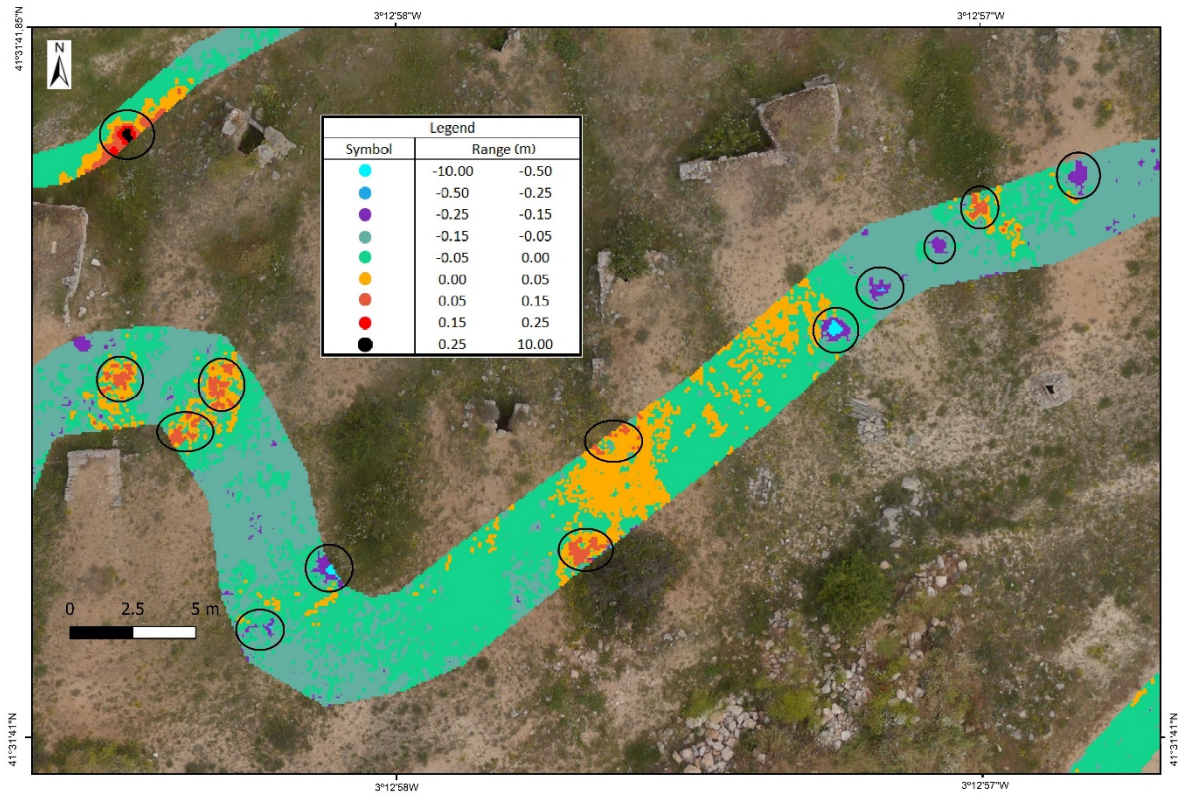 3°12'58"W 3°12'57"W
41°31'41,85"N
N
Legend
Symbol Range (m)
-10.00 -0.50
-0.50 -0.25
-0.25 -0.15
-0.15 -0.05
-0.05 0.00
0.00 0.05
0.05 0.15
0.15 0.25
0.25 10.00
0 2.5 5 m
41°31'41"N
41°31'41"N
3°12'58"W 3°12'57"W